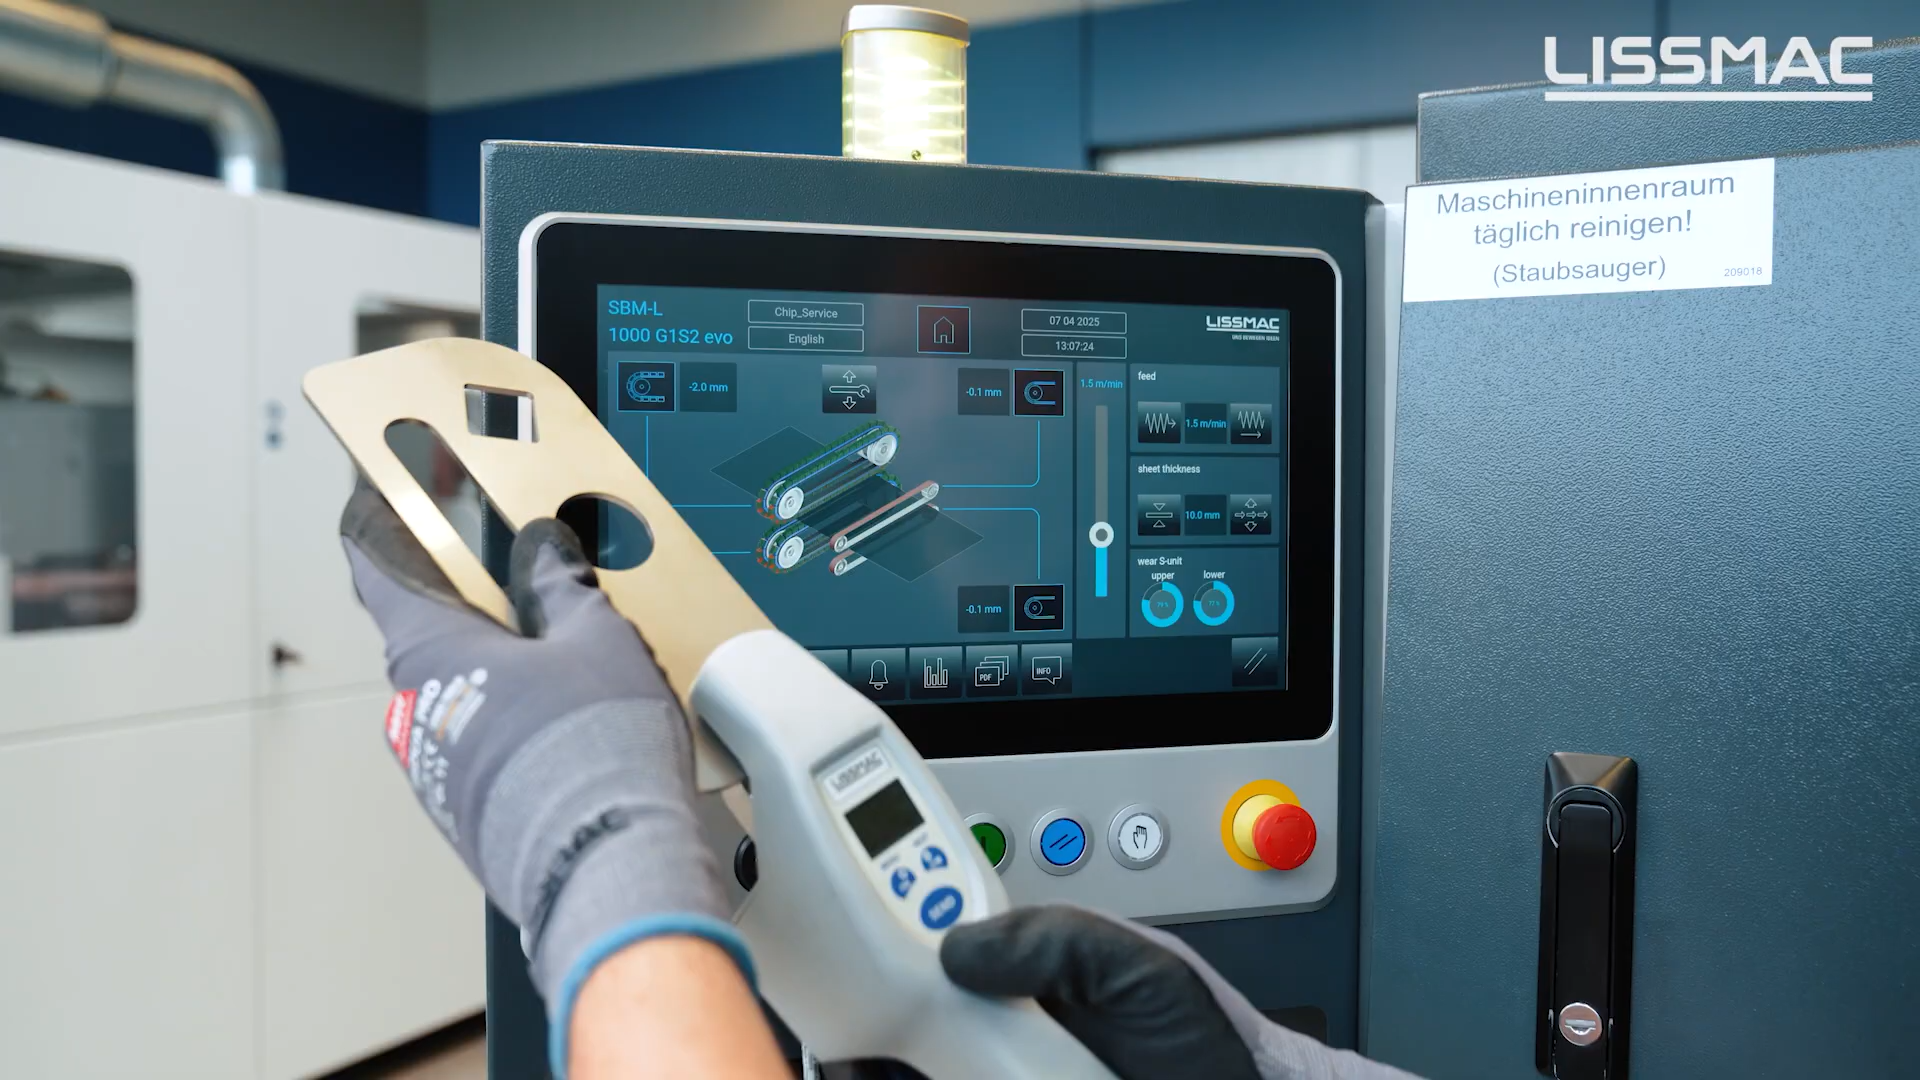 LISSMAC
Maschineninnenraum
täglich reinigen!
(Staubsauger)
209018
SBM-L
1000 G1S2 evo
Chip_Service
English
07 04 2025
13:07:24
LISSMAC
-2.0 mm
-0.1 mm
1.5 m/min
feed
1.5 m/min
sheet thickness
10.0 mm
wear S-unit
upper
lower
-0.1 mm
PDF
INFO
LISSMAC
SEND